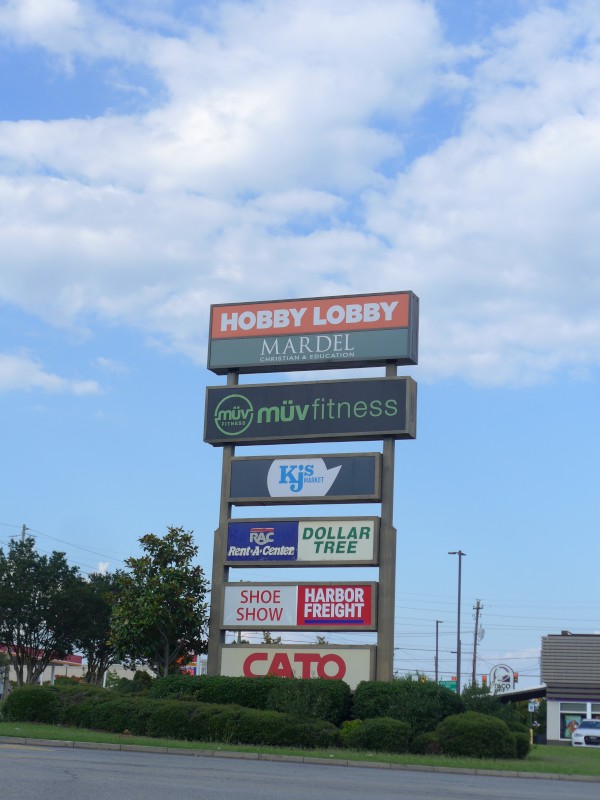 HOBBY LOBBY
MARDEL
CHRISTIAN & EDUCATION
müv
FITNESS
müvfitness
Kj's
MARKET
RAC
Rent-A-Center
DOLLAR
TREE
SHOE
SHOW
HARBOR
FREIGHT
CATO